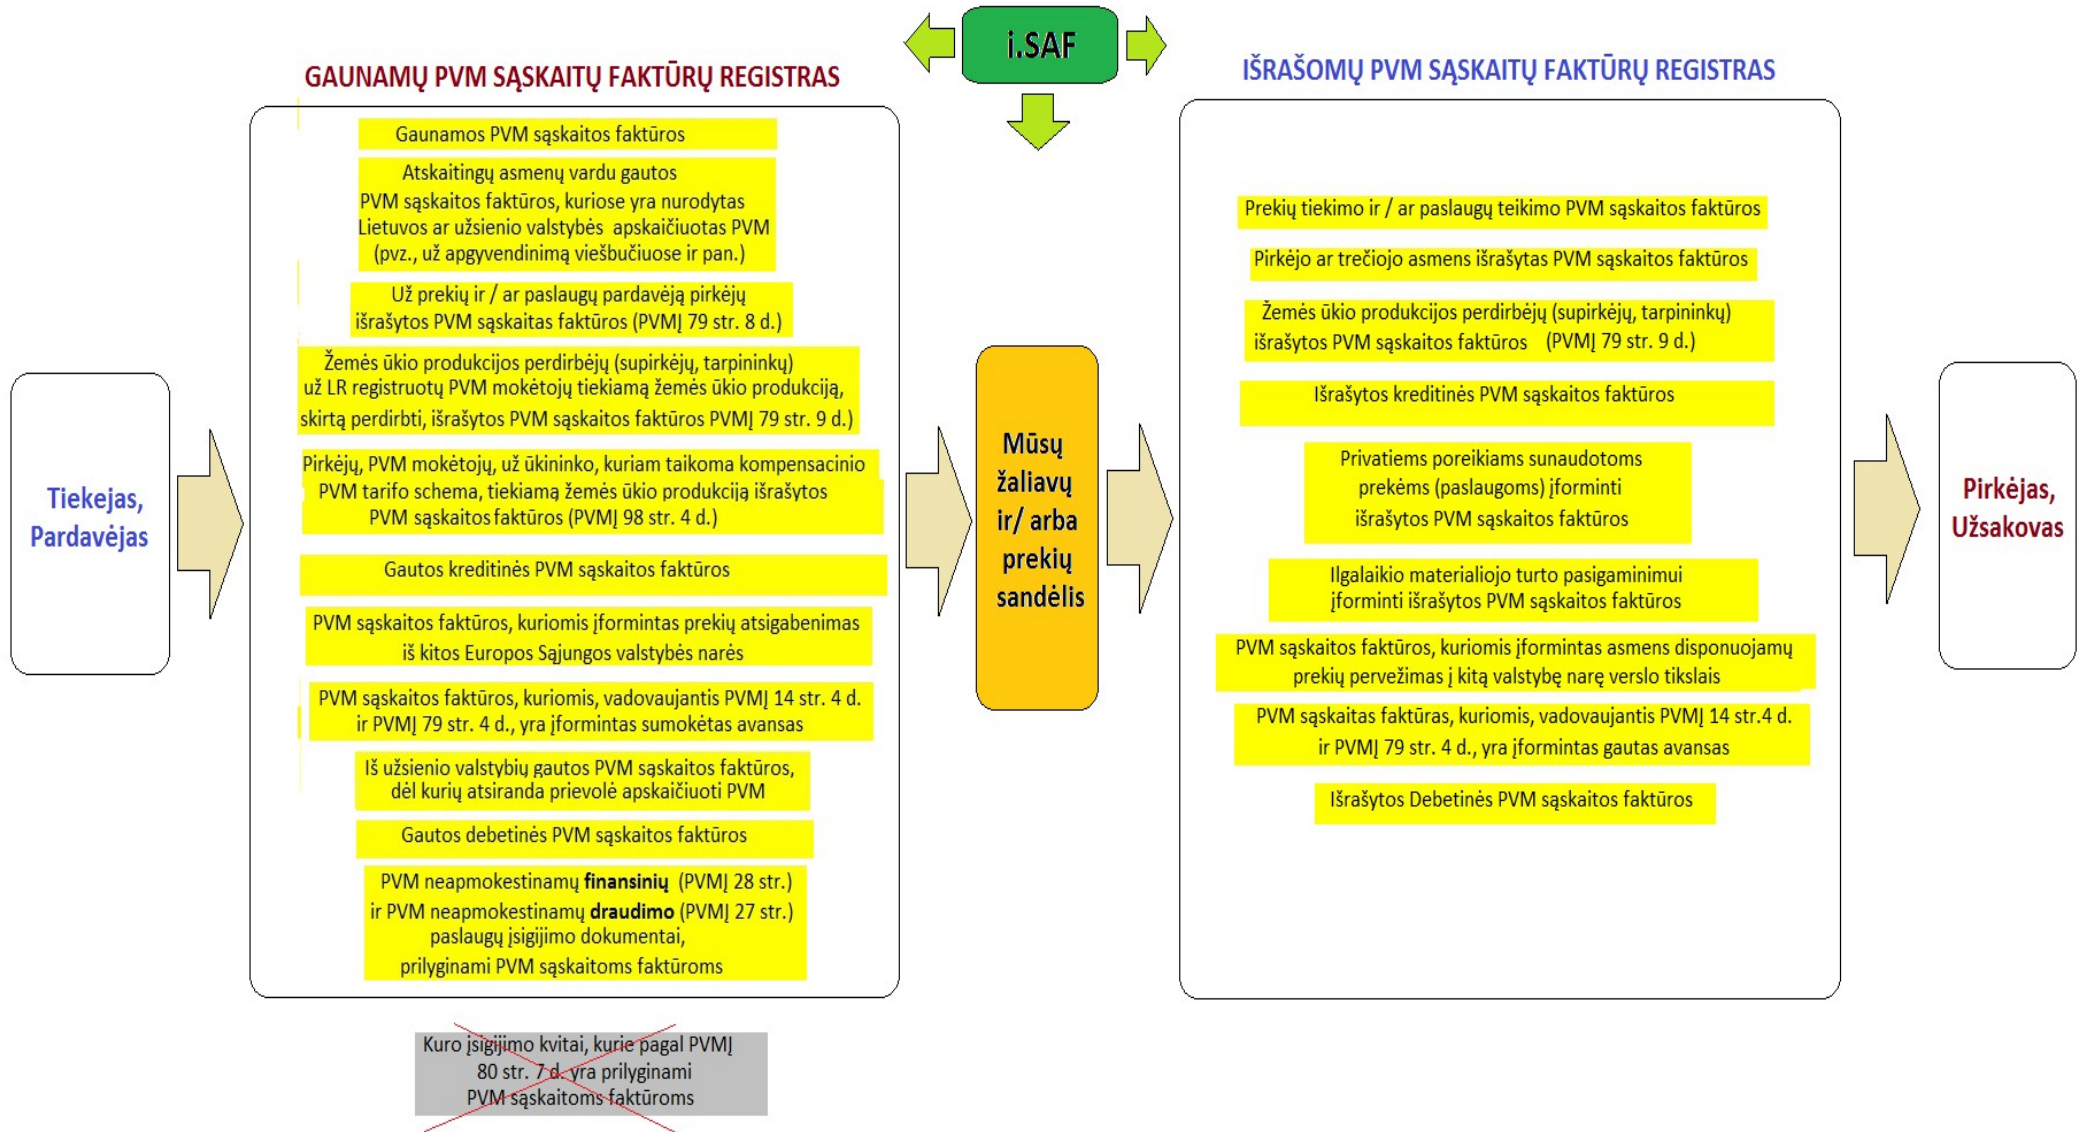 i.SAF
GAUNAMŲ PVM SĄSKAITŲ FAKTŪRŲ REGISTRAS
IŠRAŠOMŲ PVM SĄSKAITŲ FAKTŪRŲ REGISTRAS
Tiekejas,
Pardavėjas
Gaunamos PVM sąskaitos faktūros
Atskaitingų asmenų vardu gautos
PVM sąskaitos faktūros, kuriose yra nurodytas
Lietuvos ar užsienio valstybės apskaičiuotas PVM
(pvz., už apgyvendinimą viešbučiuose ir pan.)
Už prekių ir / ar paslaugų pardavėją pirkėjų
išrašytos PVM sąskaitas faktūros (PVMĮ 79 str. 8 d.)
Žemės ūkio produkcijos perdirbėjų (supirkėjų, tarpininkų)
už LR registruotų PVM mokėtojų tiekiamą žemės ūkio produkciją,
skirtą perdirbti, išrašytos PVM sąskaitos faktūros PVMĮ 79 str. 9 d.)
Pirkėjų, PVM mokėtojų, už ūkininko, kuriam taikoma kompensacinio
PVM tarifo schema, tiekiamą žemės ūkio produkciją išrašytos
PVM sąskaitos faktūros (PVMĮ 98 str. 4 d.)
Gautos kreditinės PVM sąskaitos faktūros
PVM sąskaitos faktūros, kuriomis įformintas prekių atsigabenimas
iš kitos Europos Sąjungos valstybės narės
PVM sąskaitos faktūros, kuriomis, vadovaujantis PVMĮ 14 str. 4 d.
ir PVMĮ 79 str. 4 d., yra įformintas sumokėtas avansas
Iš užsienio valstybių gautos PVM sąskaitos faktūros,
dėl kurių atsiranda prievolė apskaičiuoti PVM
Gautos debetinės PVM sąskaitos faktūros
PVM neapmokestinamų finansinių (PVMĮ 28 str.)
ir PVM neapmokestinamų draudimo (PVMĮ 27 str.)
paslaugų įsigijimo dokumentai,
prilyginami PVM sąskaitoms faktūroms
Kuro įsigijimo kvitai, kurie pagal PVMĮ
80 str. 7 d. yra prilyginami
PVM sąskaitoms faktūroms
Mūsų
žaliavų
ir/ arba
prekių
sandėlis
Prekių tiekimo ir / ar paslaugų teikimo PVM sąskaitos faktūros
Pirkėjo ar trečiojo asmens išrašytas PVM sąskaitos faktūros
Žemės ūkio produkcijos perdirbėjų (supirkėjų, tarpininkų)
išrašytos PVM sąskaitos faktūros (PVMĮ 79 str. 9 d.)
Išrašytos kreditinės PVM sąskaitos faktūros
Privatiems poreikiams sunaudotoms
prekėms (paslaugoms) įforminti
išrašytos PVM sąskaitos faktūros
Ilgalaikio materialiojo turto pasigaminimui
įforminti išrašytos PVM sąskaitos faktūros
PVM sąskaitos faktūros, kuriomis įformintas asmens disponuojamų
prekių pervežimas į kitą valstybę narę verslo tikslais
PVM sąskaitas faktūras, kuriomis, vadovaujantis PVMĮ 14 str.4 d.
ir PVMĮ 79 str. 4 d., yra įformintas gautas avansas
Išrašytos Debetinės PVM sąskaitos faktūros
Pirkėjas,
Užsakovas